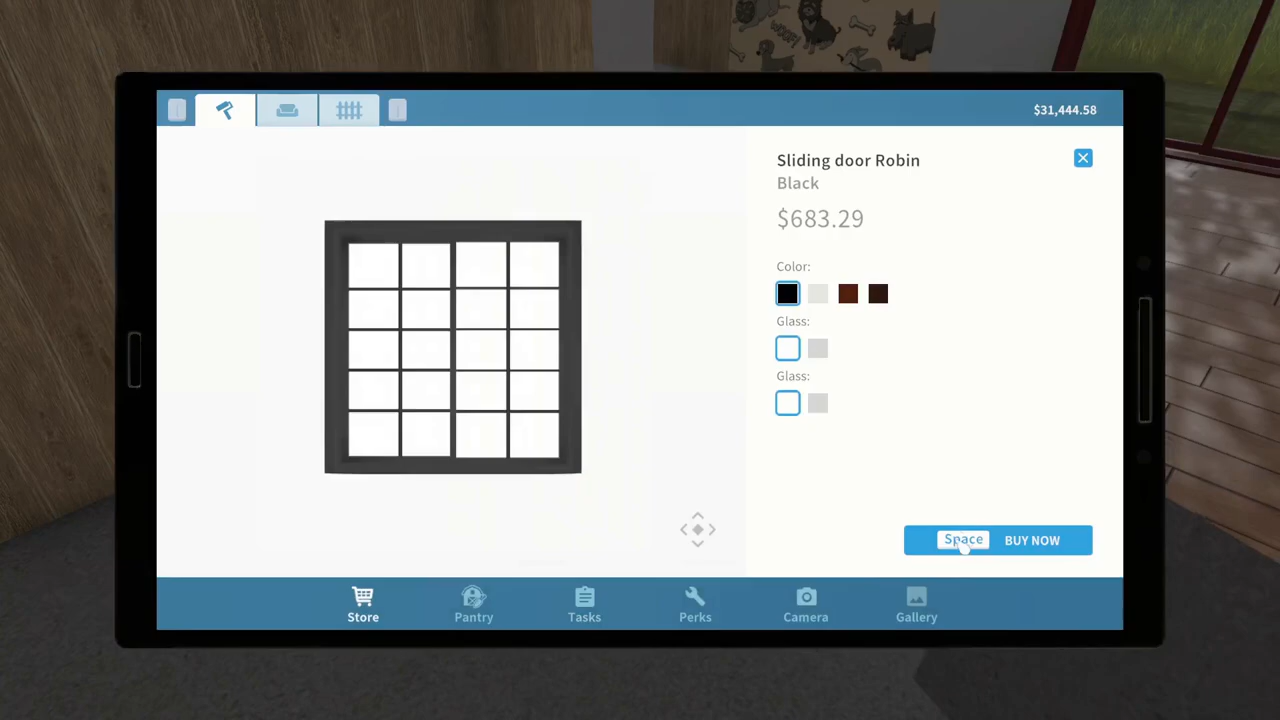 $31,444.58
Sliding door Robin
Black
$683.29
Color:
Glass:
Glass:
Space BUY NOW
Store Pantry Tasks Perks Camera Gallery